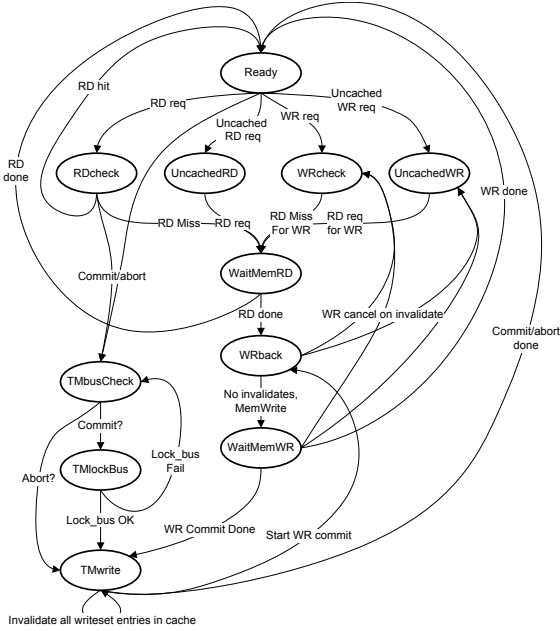 Ready
RD hit
Uncached
WR req
RD req
WR req
Uncached
RD req
RD
done
RDcheck
UncachedRD
WRcheck
UncachedWR
WR done
RD Miss
RD req
RD Miss
For WR
RD req
for WR
WaitMemRD
Commit/abort
RD done
WR cancel on invalidate
Commit/abort
done
WRback
TMbusCheck
No invalidates,
MemWrite
Commit?
WaitMemWR
Lock_bus
Fail
TMlockBus
Abort?
Lock_bus OK
WR Commit Done
Start WR commit
TMwrite
Invalidate all writeset entries in cache